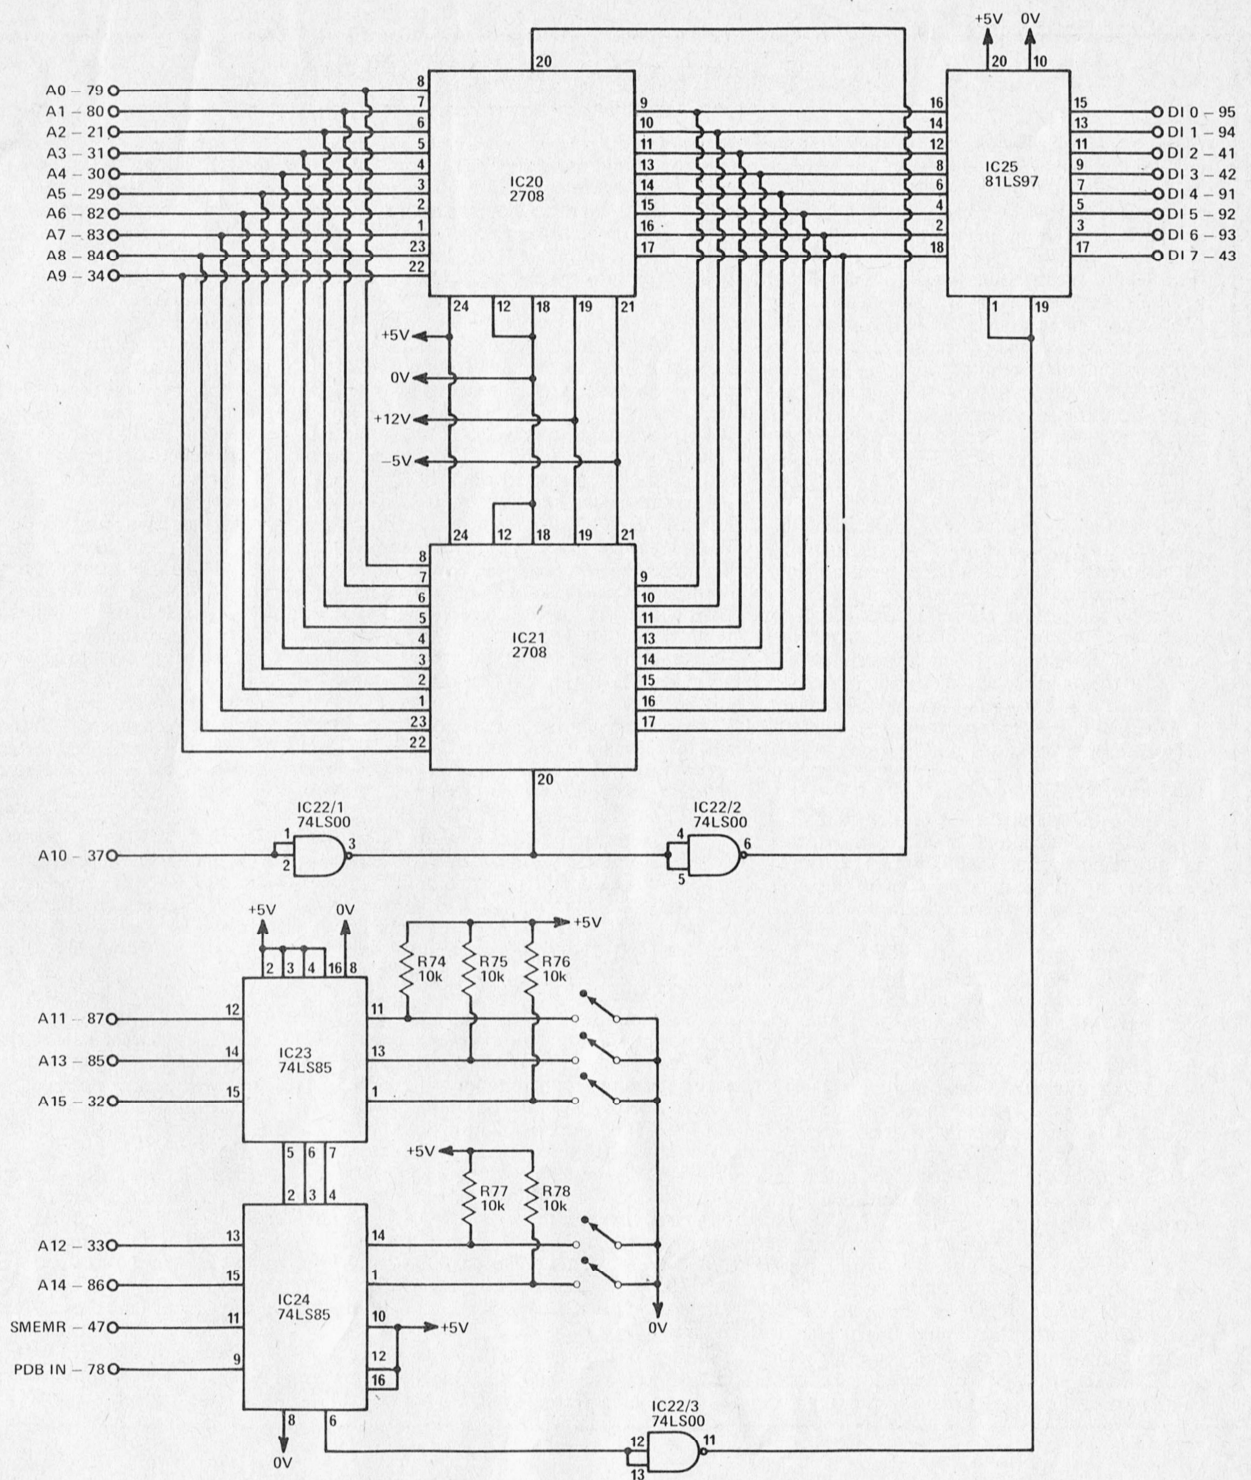 +5V 0V
20 10
20
A0 – 79 8
A1 – 80 7
A2 – 21 6
A3 – 31 5
A4 – 30 4
A5 – 29 3
A6 – 82 2
A7 – 83 1
A8 – 84 23
A9 – 34 22
IC20
2708
9 16
10 14
11 12
13 8
14 6
15 4
16 2
17 18
IC25
81LS97
15 DI 0 – 95
13 DI 1 – 94
11 DI 2 – 41
9 DI 3 – 42
7 DI 4 – 91
5 DI 5 – 92
3 DI 6 – 93
17 DI 7 – 43
24 12 18 19 21
1 19
+5V
0V
+12V
–5V
24 12 18 19 21
8
7
6
5
4
3
2
1
23
22
IC21
2708
9
10
11
13
14
15
16
17
20
IC22/1
74LS00
A10 – 37 1 2 3
IC22/2
74LS00
4 5 6
+5V 0V
2 3 4 16 8
+5V
R74
10k
R75
10k
R76
10k
A11 – 87 12 11
A13 – 85 14 13
A15 – 32 15 1
IC23
74LS85
5 6 7
+5V
R77
10k
R78
10k
2 3 4
A12 – 33 13 14
A14 – 86 15 1
IC24
74LS85
SMEMR – 47 11 10 +5V
0V
PDB IN – 78 9 12
16
8 6
0V
IC22/3
74LS00
12 13 11